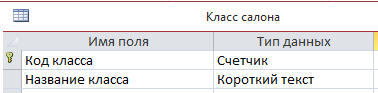 Класс салона
Имя поля Тип данных
Код класса Счетчик
Название класса Короткий текст